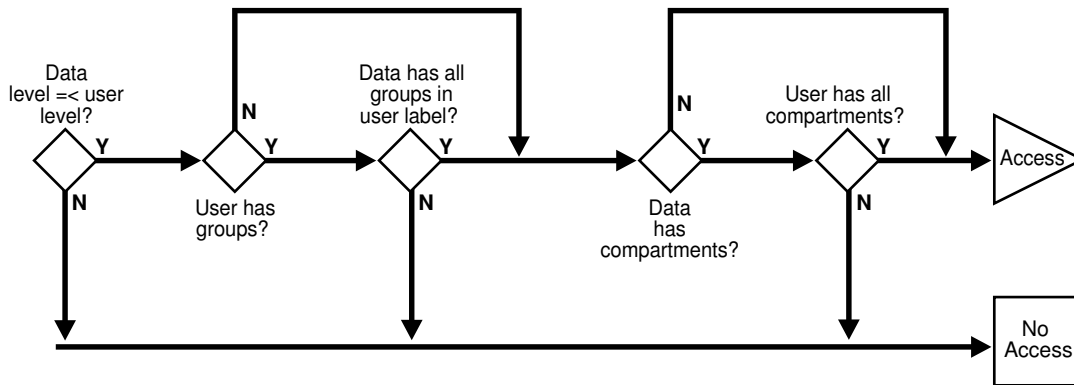 Data
level =< user
level?
Y
N
N
Y
User has
groups?
Data has all
groups in
user label?
Y
N
N
Y
Data
has
compartments?
User has all
compartments?
Y
N
Access
No
Access